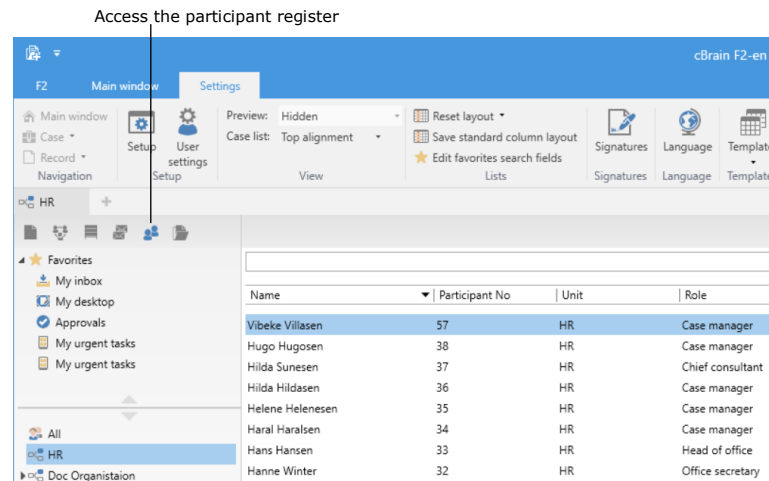 Access the participant register
cBrain F2-en
F2 Main window Settings
Main window
Case
Record
Navigation
Setup
User settings
Setup
Preview: Hidden
Case list: Top alignment
View
Reset layout
Save standard column layout
Edit favorites search fields
Lists
Signatures
Signatures
Language
Language
Template
Template
HR +
Favorites
My inbox
My desktop
Approvals
My urgent tasks
My urgent tasks
All
HR
Doc Organistaion
Name Participant No Unit Role
Vibeke Villasen 57 HR Case manager
Hugo Hugosen 38 HR Case manager
Hilda Sunesen 37 HR Chief consultant
Hilda Hildasen 36 HR Case manager
Helene Helenesen 35 HR Case manager
Haral Haralsen 34 HR Case manager
Hans Hansen 33 HR Head of office
Hanne Winter 32 HR Office secretary